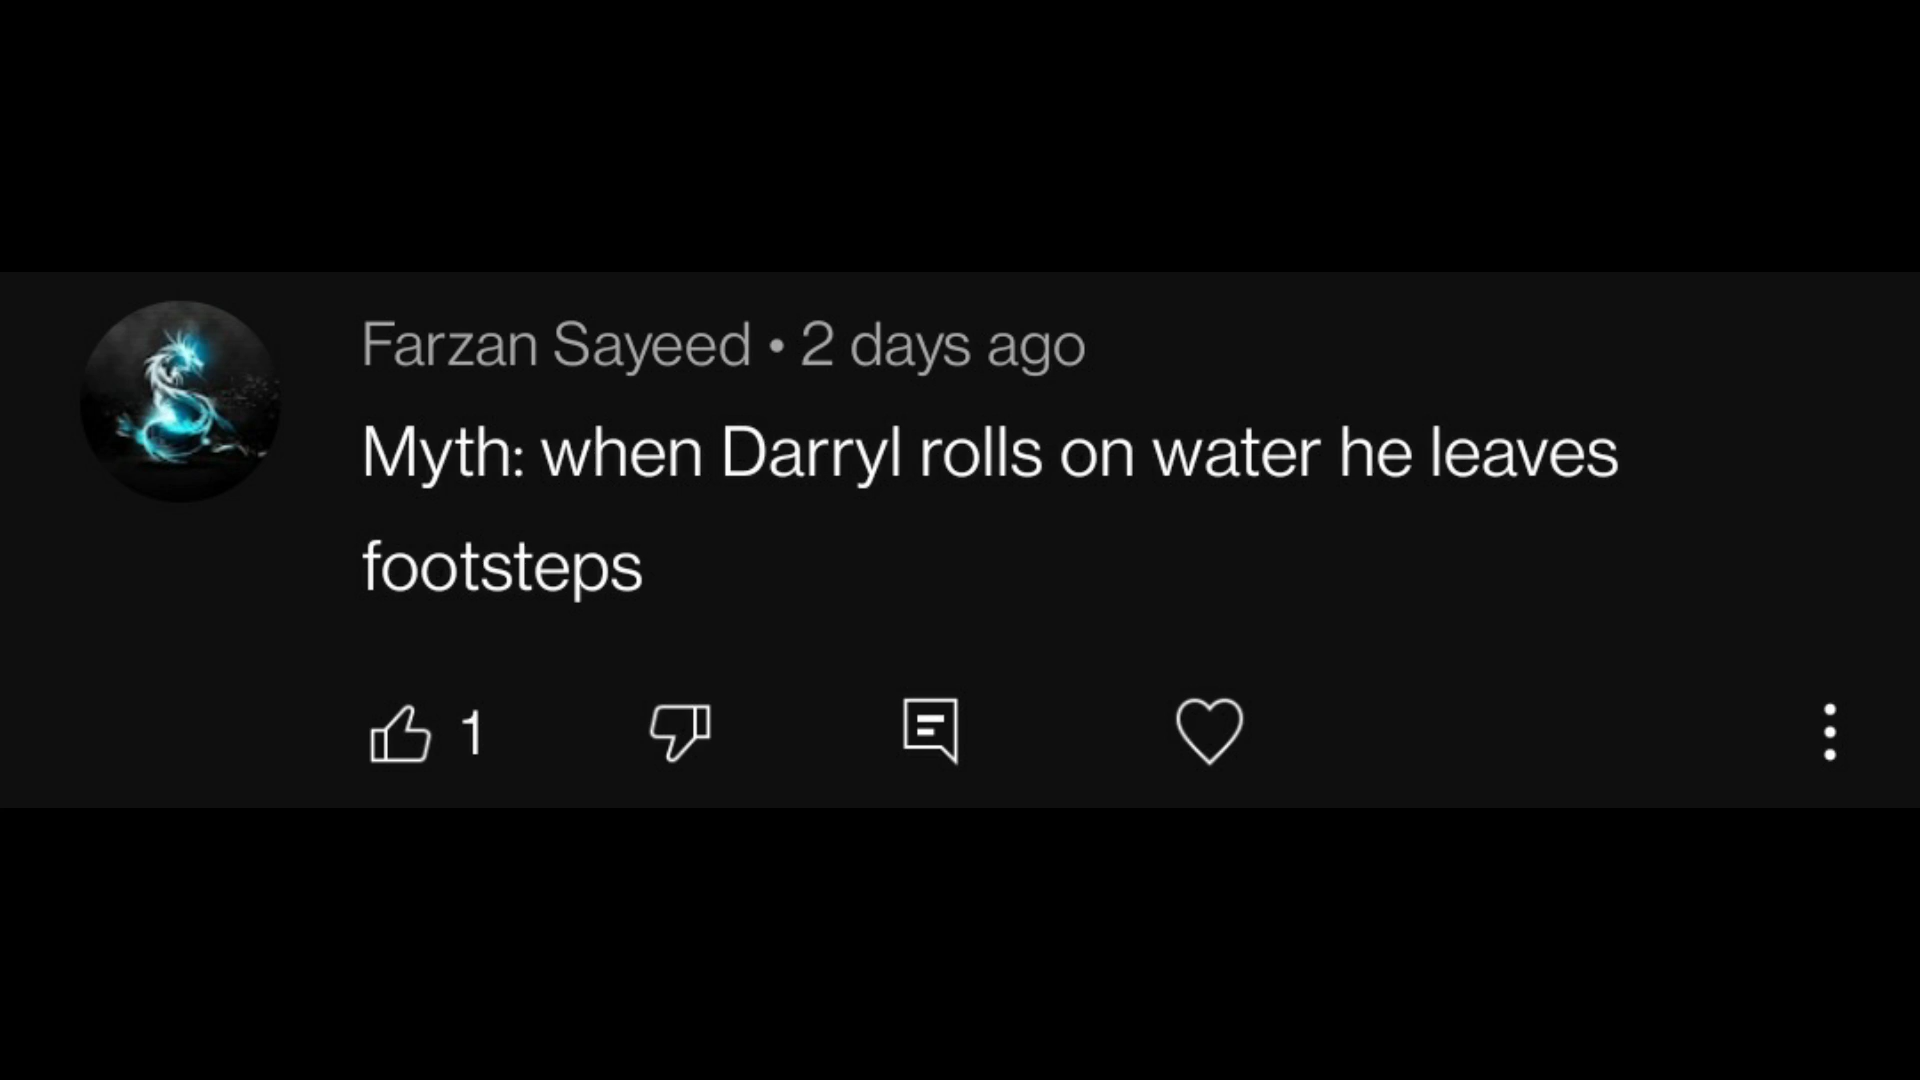 Farzan Sayeed • 2 days ago
Myth: when Darryl rolls on water he leaves
footsteps
1